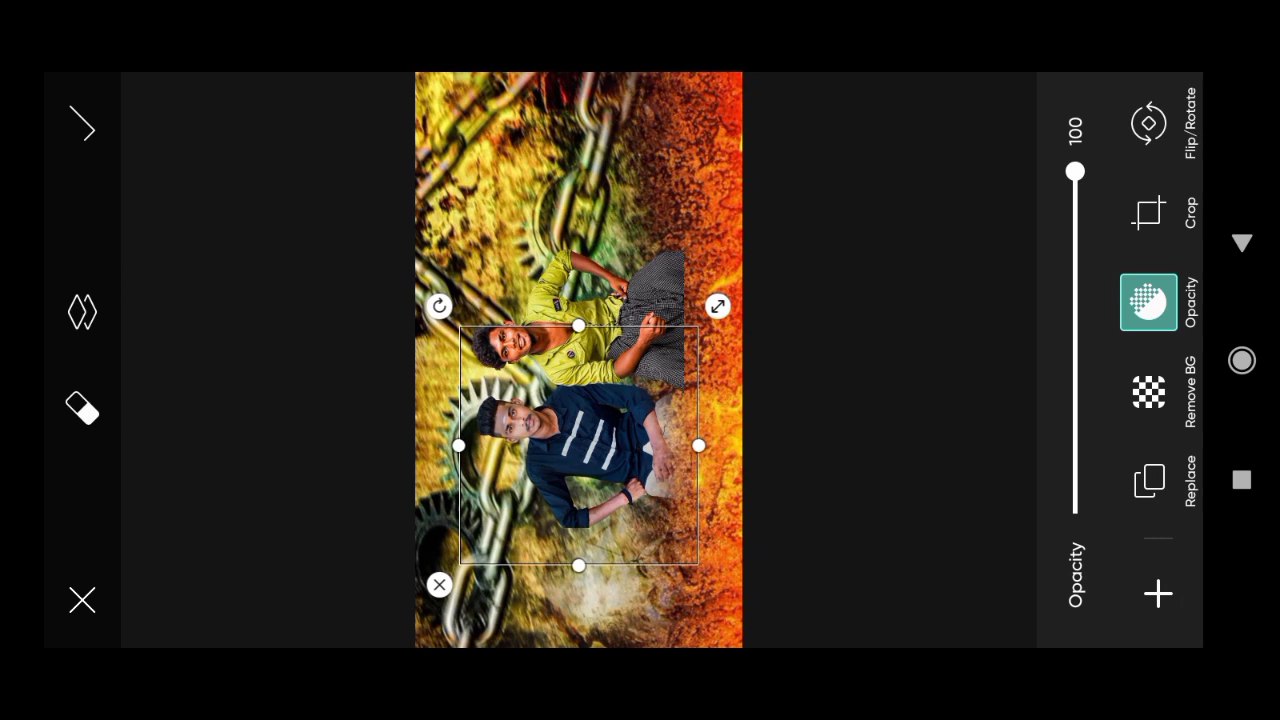 Opacity
100
Replace
Remove BG
Opacity
Crop
Flip/Rotate